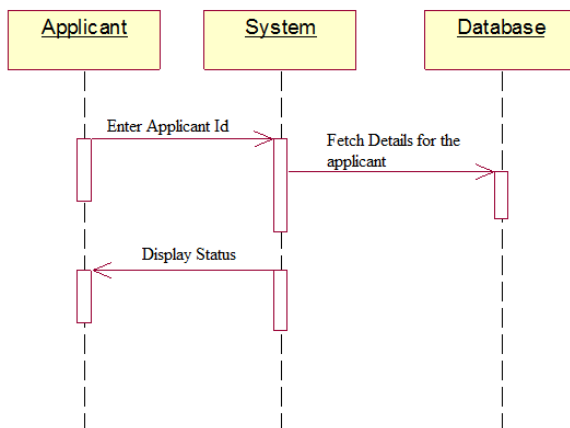 Applicant
System
Database
Enter Applicant Id
Fetch Details for the
applicant
Display Status